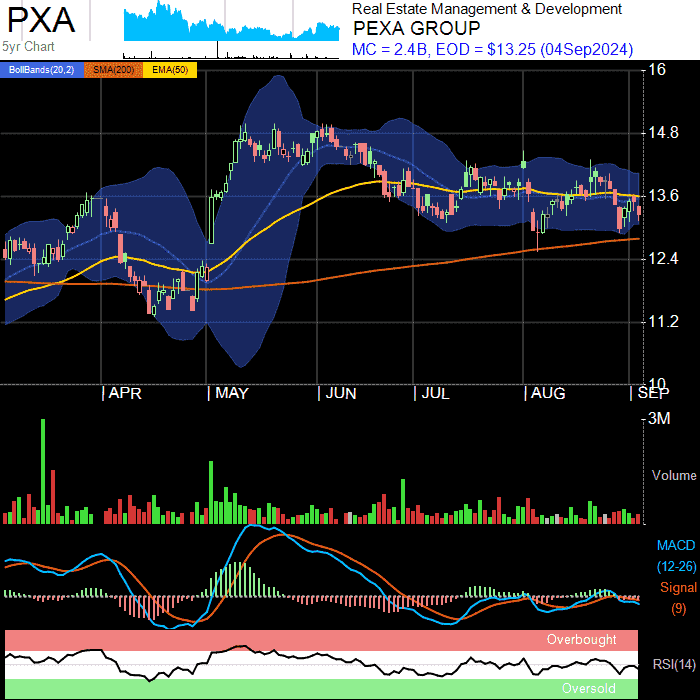 PXA
5yr Chart
Real Estate Management & Development
PEXA GROUP
MC = 2.4B, EOD = $13.25 (04Sep2024)
BollBands(20,2) SMA(200) EMA(50)
16
14.8
13.6
12.4
11.2
10
APR MAY JUN JUL AUG SEP
3M
Volume
MACD
(12-26)
Signal
(9)
Overbought
RSI(14)
Oversold